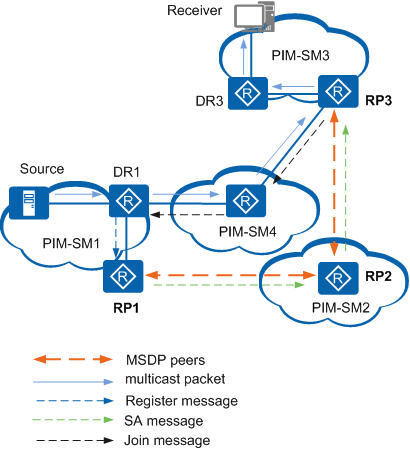 Receiver
PIM-SM3
R
R
DR3
RP3
Source
DR1
R
R
PIM-SM1
PIM-SM4
R
R
RP2
RP1
PIM-SM2
MSDP peers
multicast packet
Register message
SA message
Join message